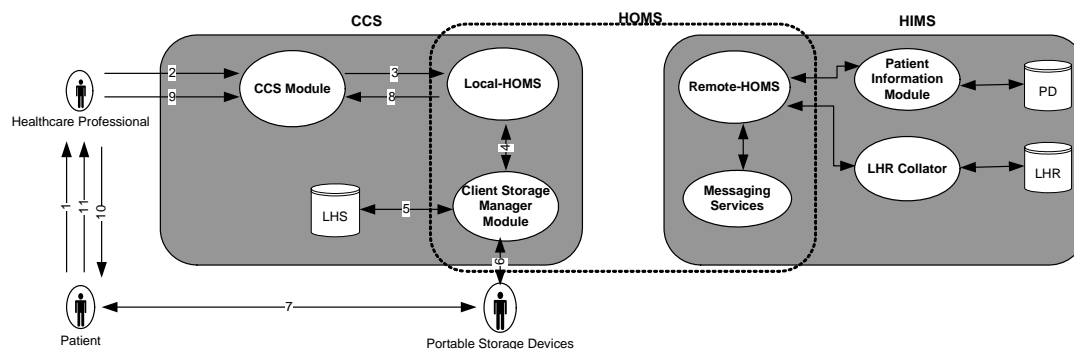 CCS
HOMS
HIMS
2
9
CCS Module
3
8
Local-HOMS
Remote-HOMS
Patient
Information
Module
PD
Healthcare Professional
4
LHR Collator
LHR
LHS
5
Client Storage
Manager
Module
Messaging
Services
1
11
10
6
7
Patient
Portable Storage Devices